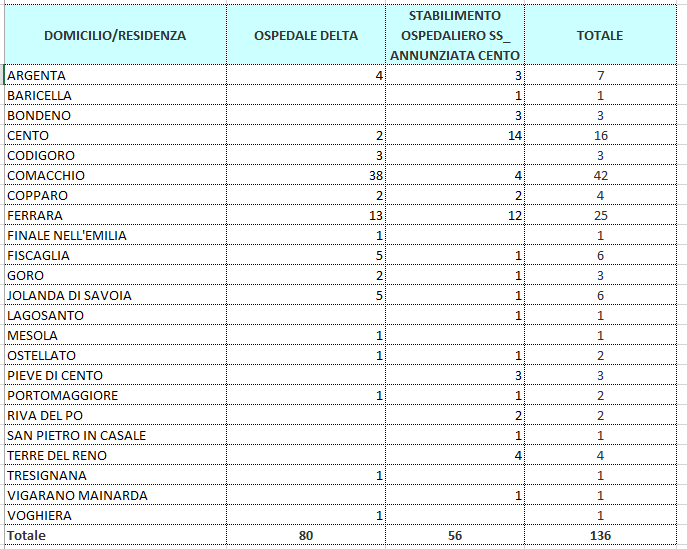 DOMICILIO/RESIDENZA OSPEDALE DELTA STABILIMENTO OSPEDALIERO SS_ ANNUNZIATA CENTO TOTALE
ARGENTA 4 3 7
BARICELLA 1 1
BONDENO 3 3
CENTO 2 14 16
CODIGORO 3 3
COMACCHIO 38 4 42
COPPARO 2 2 4
FERRARA 13 12 25
FINALE NELL'EMILIA 1 1
FISCAGLIA 5 1 6
GORO 2 1 3
JOLANDA DI SAVOIA 5 1 6
LAGOSANTO 1 1
MESOLA 1 1
OSTELLATO 1 1 2
PIEVE DI CENTO 3 3
PORTOMAGGIORE 1 1 2
RIVA DEL PO 2 2
SAN PIETRO IN CASALE 1 1
TERRE DEL RENO 4 4
TRESIGNANA 1 1
VIGARANO MAINARDA 1 1
VOGHIERA 1 1
Totale 80 56 136